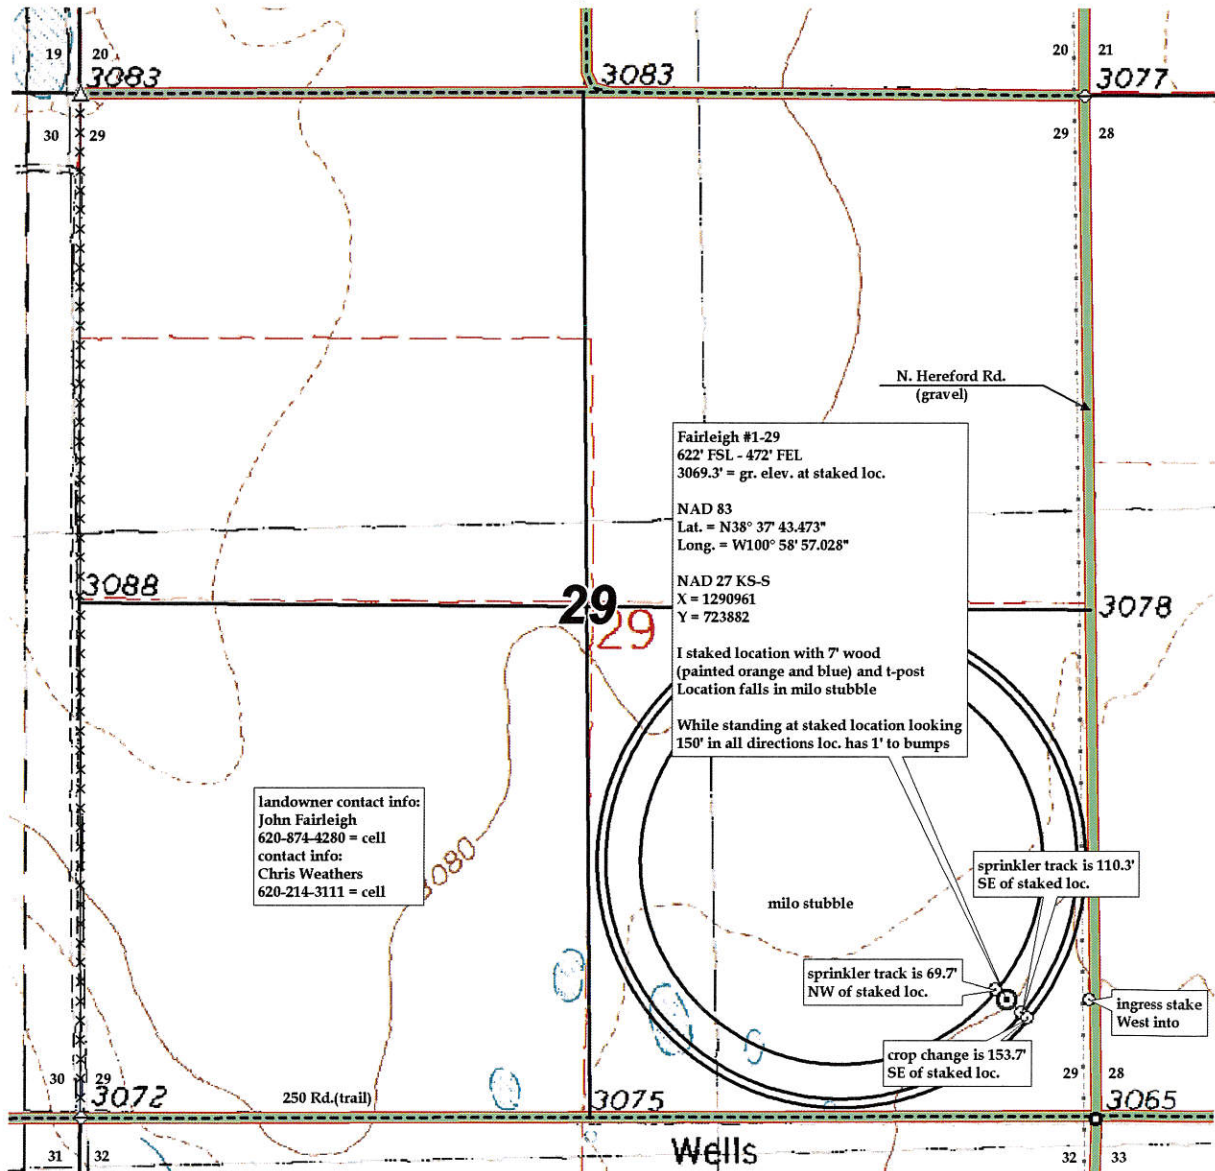 19 20
20 21
3083
3083
3077
30 29
29 28
N. Hereford Rd.
(gravel)
Fairleigh #1-29
622' FSL - 472' FEL
3069.3' = gr. elev. at staked loc.
NAD 83
Lat. = N38° 37' 43.473"
Long. = W100° 58' 57.028"
NAD 27 KS-S
X = 1290961
Y = 723882
I staked location with 7' wood
(painted orange and blue) and t-post
Location falls in milo stubble
While standing at staked location looking
150' in all directions loc. has 1' to bumps
3088
29
29
3078
landowner contact info:
John Fairleigh
620-874-4280 = cell
contact info:
Chris Weathers
620-214-3111 = cell
3080
sprinkler track is 110.3'
SE of staked loc.
milo stubble
sprinkler track is 69.7'
NW of staked loc.
ingress stake
West into
crop change is 153.7'
SE of staked loc.
30 29
29 28
3072
250 Rd.(trail)
3075
3065
Wells
31 32
32 33